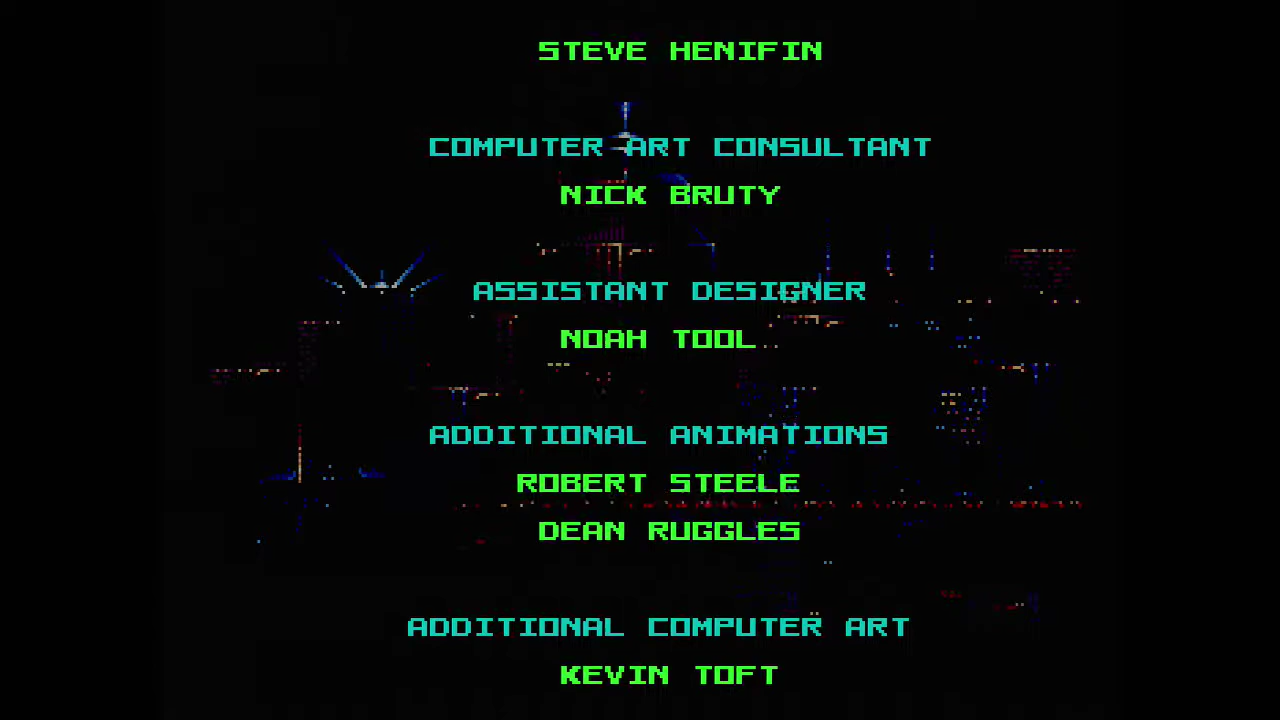 STEVE HENIFIN
COMPUTER ART CONSULTANT
NICK BRUTY
ASSISTANT DESIGNER
NOAH TOOL
ADDITIONAL ANIMATIONS
ROBERT STEELE
DEAN RUGGLES
ADDITIONAL COMPUTER ART
KEVIN TOFT